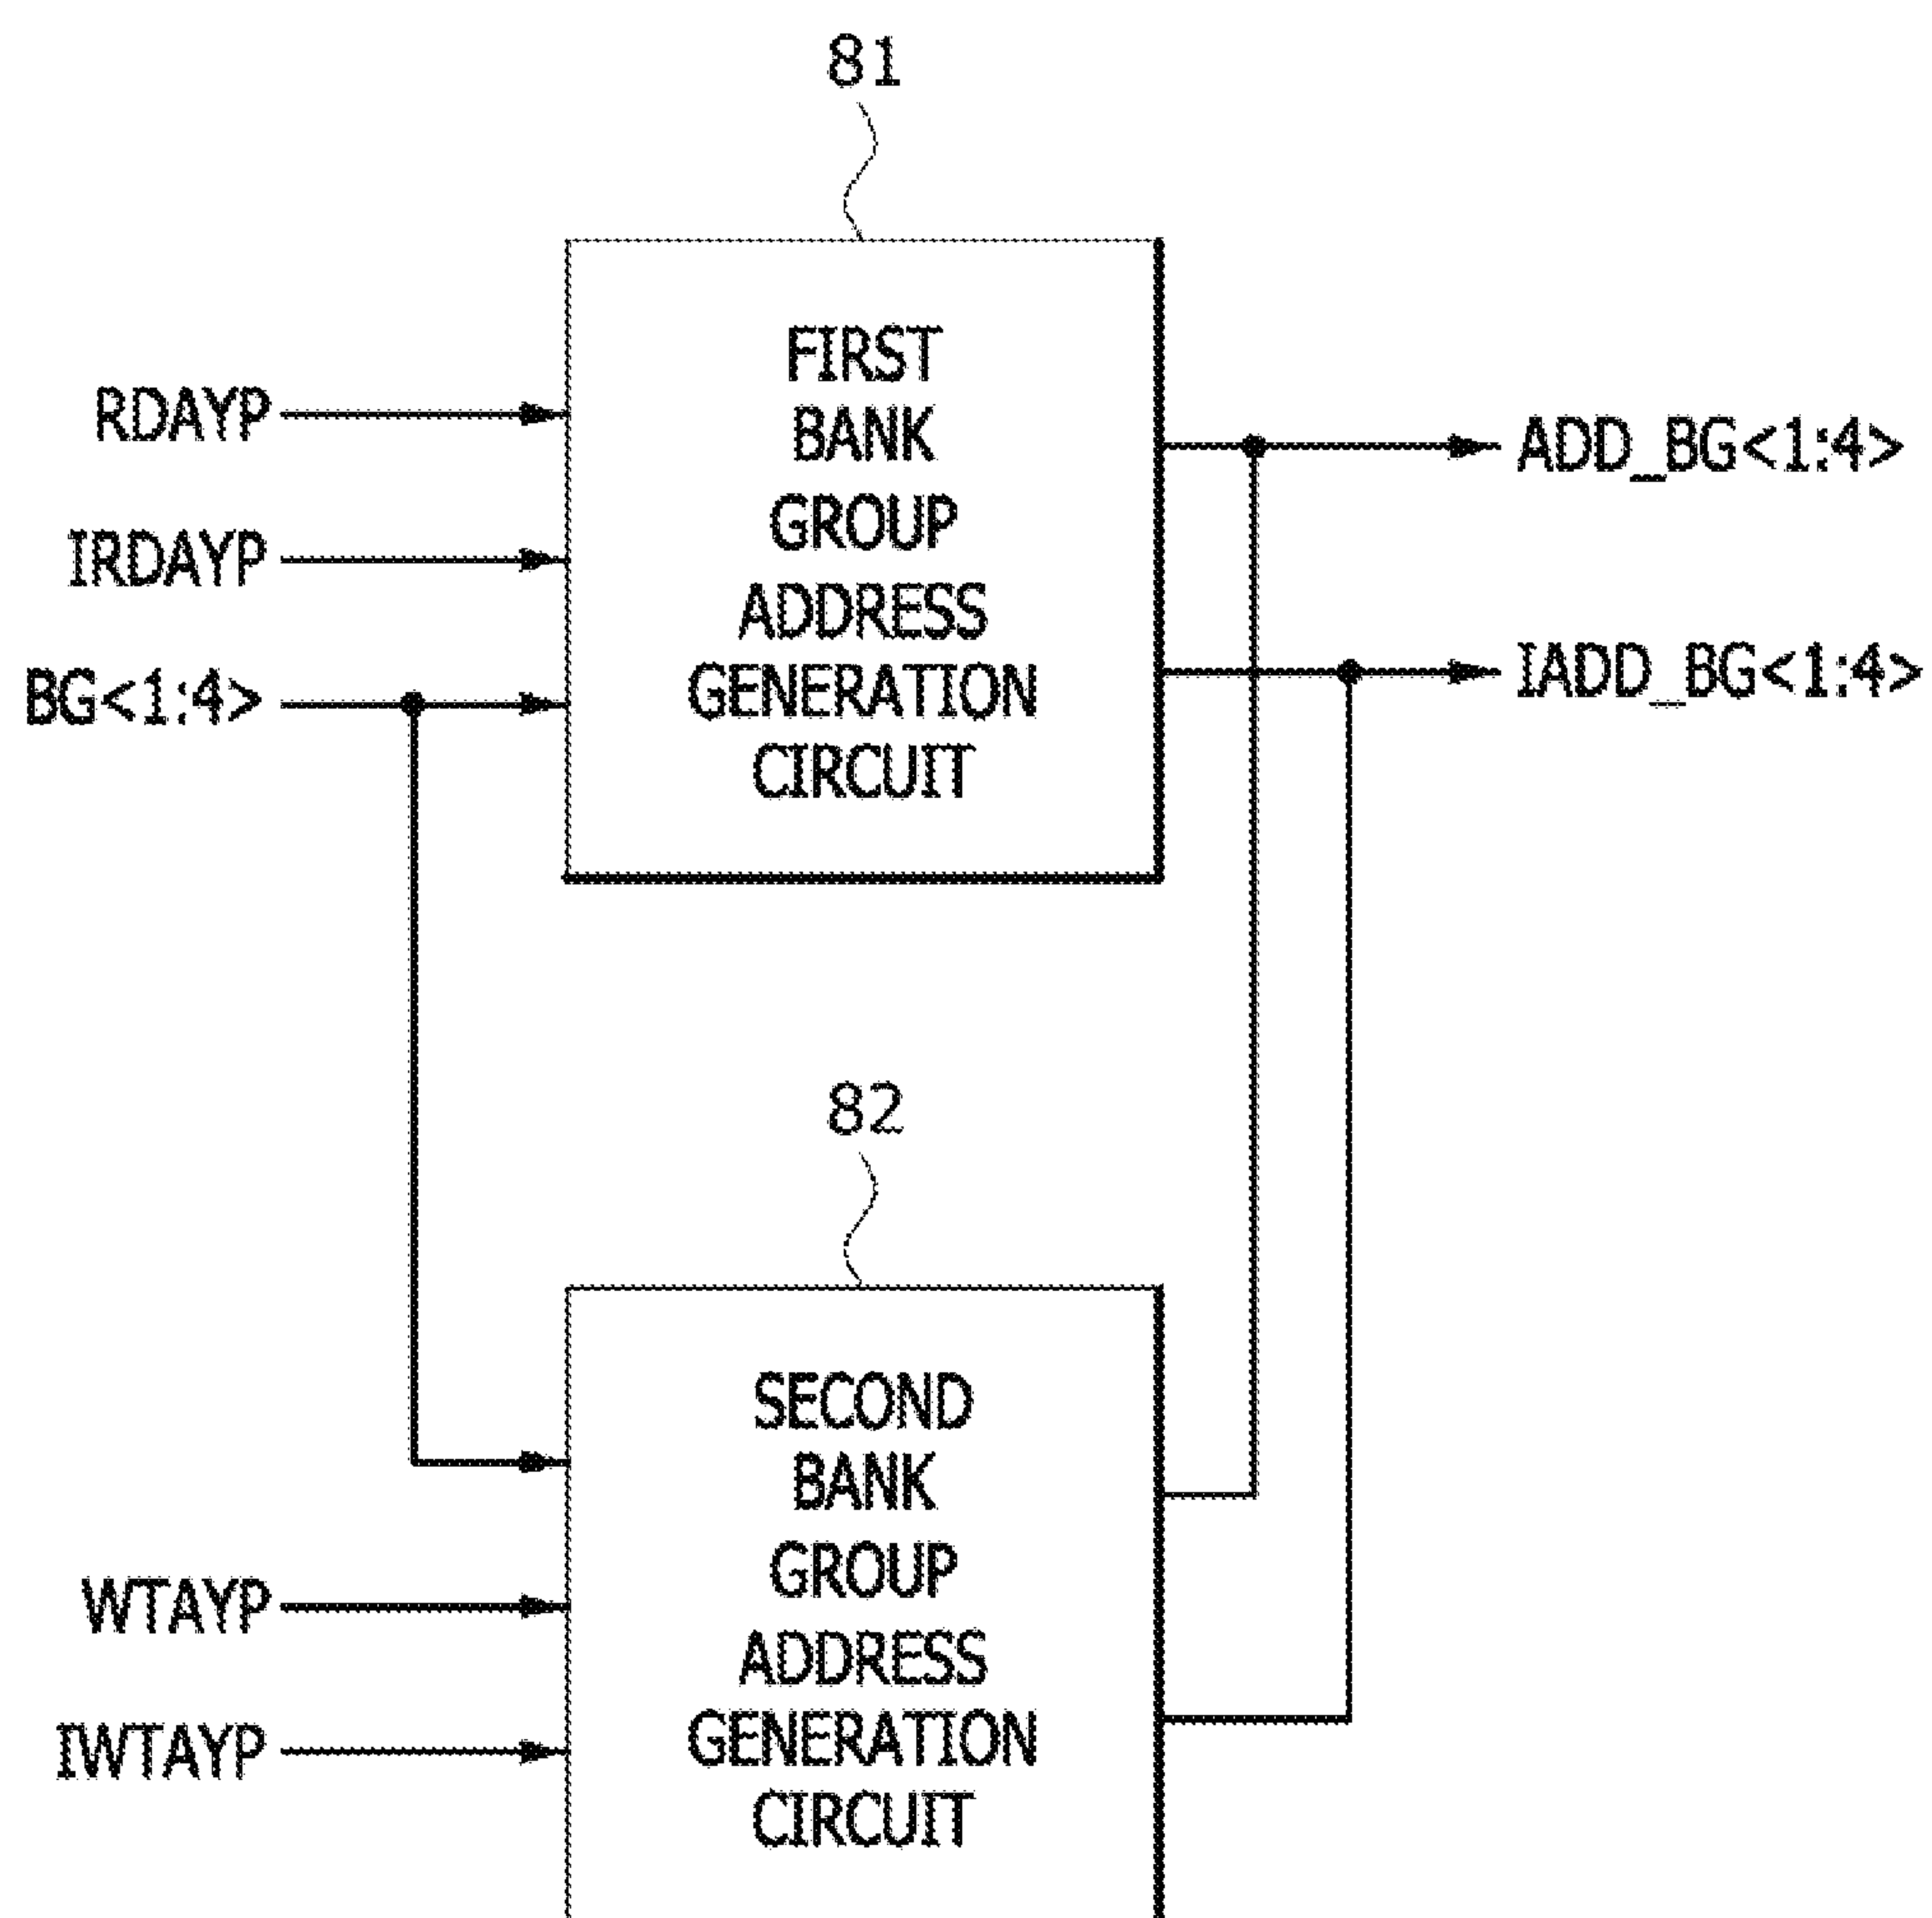 81
FIRST
BANK
GROUP
ADDRESS
GENERATION
CIRCUIT
RDAYP
IRDAYP
BG<1:4>
ADD_BG<1:4>
IADD_BG<1:4>
82
SECOND
BANK
GROUP
ADDRESS
GENERATION
CIRCUIT
WTAYP
IWTAYP